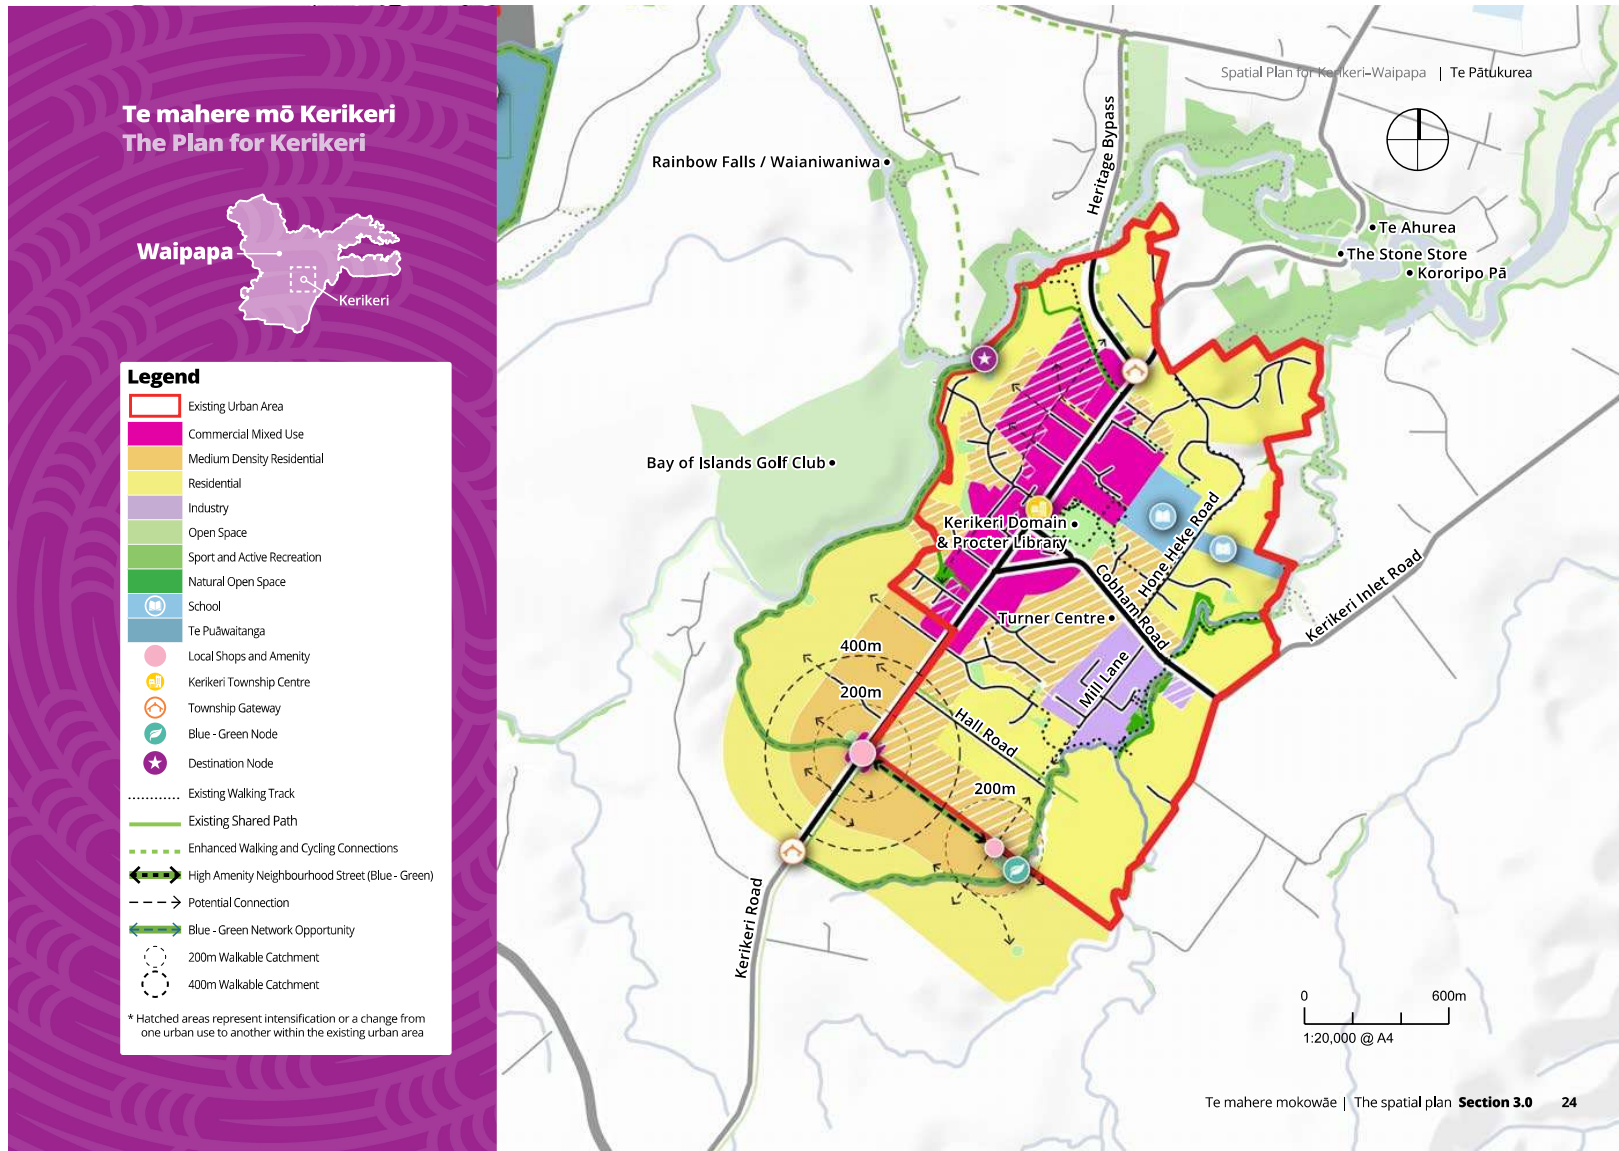 Te mahere mō Kerikeri
The Plan for Kerikeri
Waipapa
Kerikeri
Legend
Existing Urban Area
Commercial Mixed Use
Medium Density Residential
Residential
Industry
Open Space
Sport and Active Recreation
Natural Open Space
School
Te Puāwaitanga
Local Shops and Amenity
Kerikeri Township Centre
Township Gateway
Blue - Green Node
Destination Node
Existing Walking Track
Existing Shared Path
Enhanced Walking and Cycling Connections
High Amenity Neighbourhood Street (Blue - Green)
Potential Connection
Blue - Green Network Opportunity
200m Walkable Catchment
400m Walkable Catchment
* Hatched areas represent intensification or a change from
one urban use to another within the existing urban area
Spatial Plan for Kerikeri–Waipapa | Te Pātukurea
Rainbow Falls / Waianiwaniwa
Heritage Bypass
Te Ahurea
The Stone Store
Kororipo Pā
Bay of Islands Golf Club
Kerikeri Domain
& Procter Library
Hone Heke Road
Cobham Road
Kerikeri Inlet Road
Turner Centre
400m
200m
Mill Lane
Hall Road
200m
Kerikeri Road
0 600m
1:20,000 @ A4
Te mahere mokowāe | The spatial plan Section 3.0 24